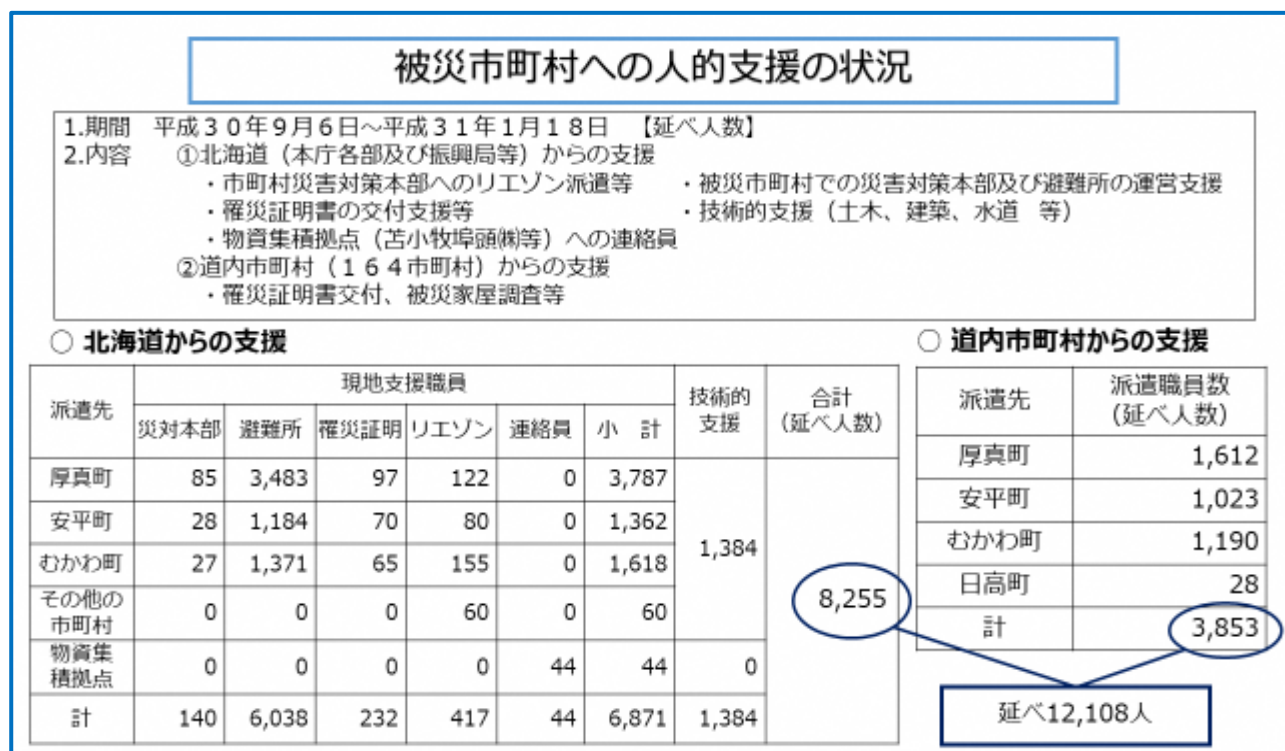 被災市町村への人的支援の状況
1.期間　平成３０年９月６日～平成３１年１月１８日　【延べ人数】
2.内容　　①北海道（本庁各部及び振興局等）からの支援
・市町村災害対策本部へのリエゾン派遣等　・被災市町村での災害対策本部及び避難所の運営支援
・罹災証明書の交付支援等　・技術的支援（土木、建築、水道　等）
・物資集積拠点（苫小牧埠頭㈱等）への連絡員
②道内市町村（１６４市町村）からの支援
・罹災証明書交付、被災家屋調査等
○ 北海道からの支援
派遣先　現地支援職員　技術的支援　合計（延べ人数）
災対本部　避難所　罹災証明　リエゾン　連絡員　小　計
厚真町　85　3,483　97　122　0　3,787
安平町　28　1,184　70　80　0　1,362
むかわ町　27　1,371　65　155　0　1,618
1,384
その他の市町村　0　0　0　60　0　60
8,255
物資集積拠点　0　0　0　0　44　44　0
計　140　6,038　232　417　44　6,871　1,384
○ 道内市町村からの支援
派遣先　派遣職員数（延べ人数）
厚真町　1,612
安平町　1,023
むかわ町　1,190
日高町　28
計　3,853
延べ12,108人